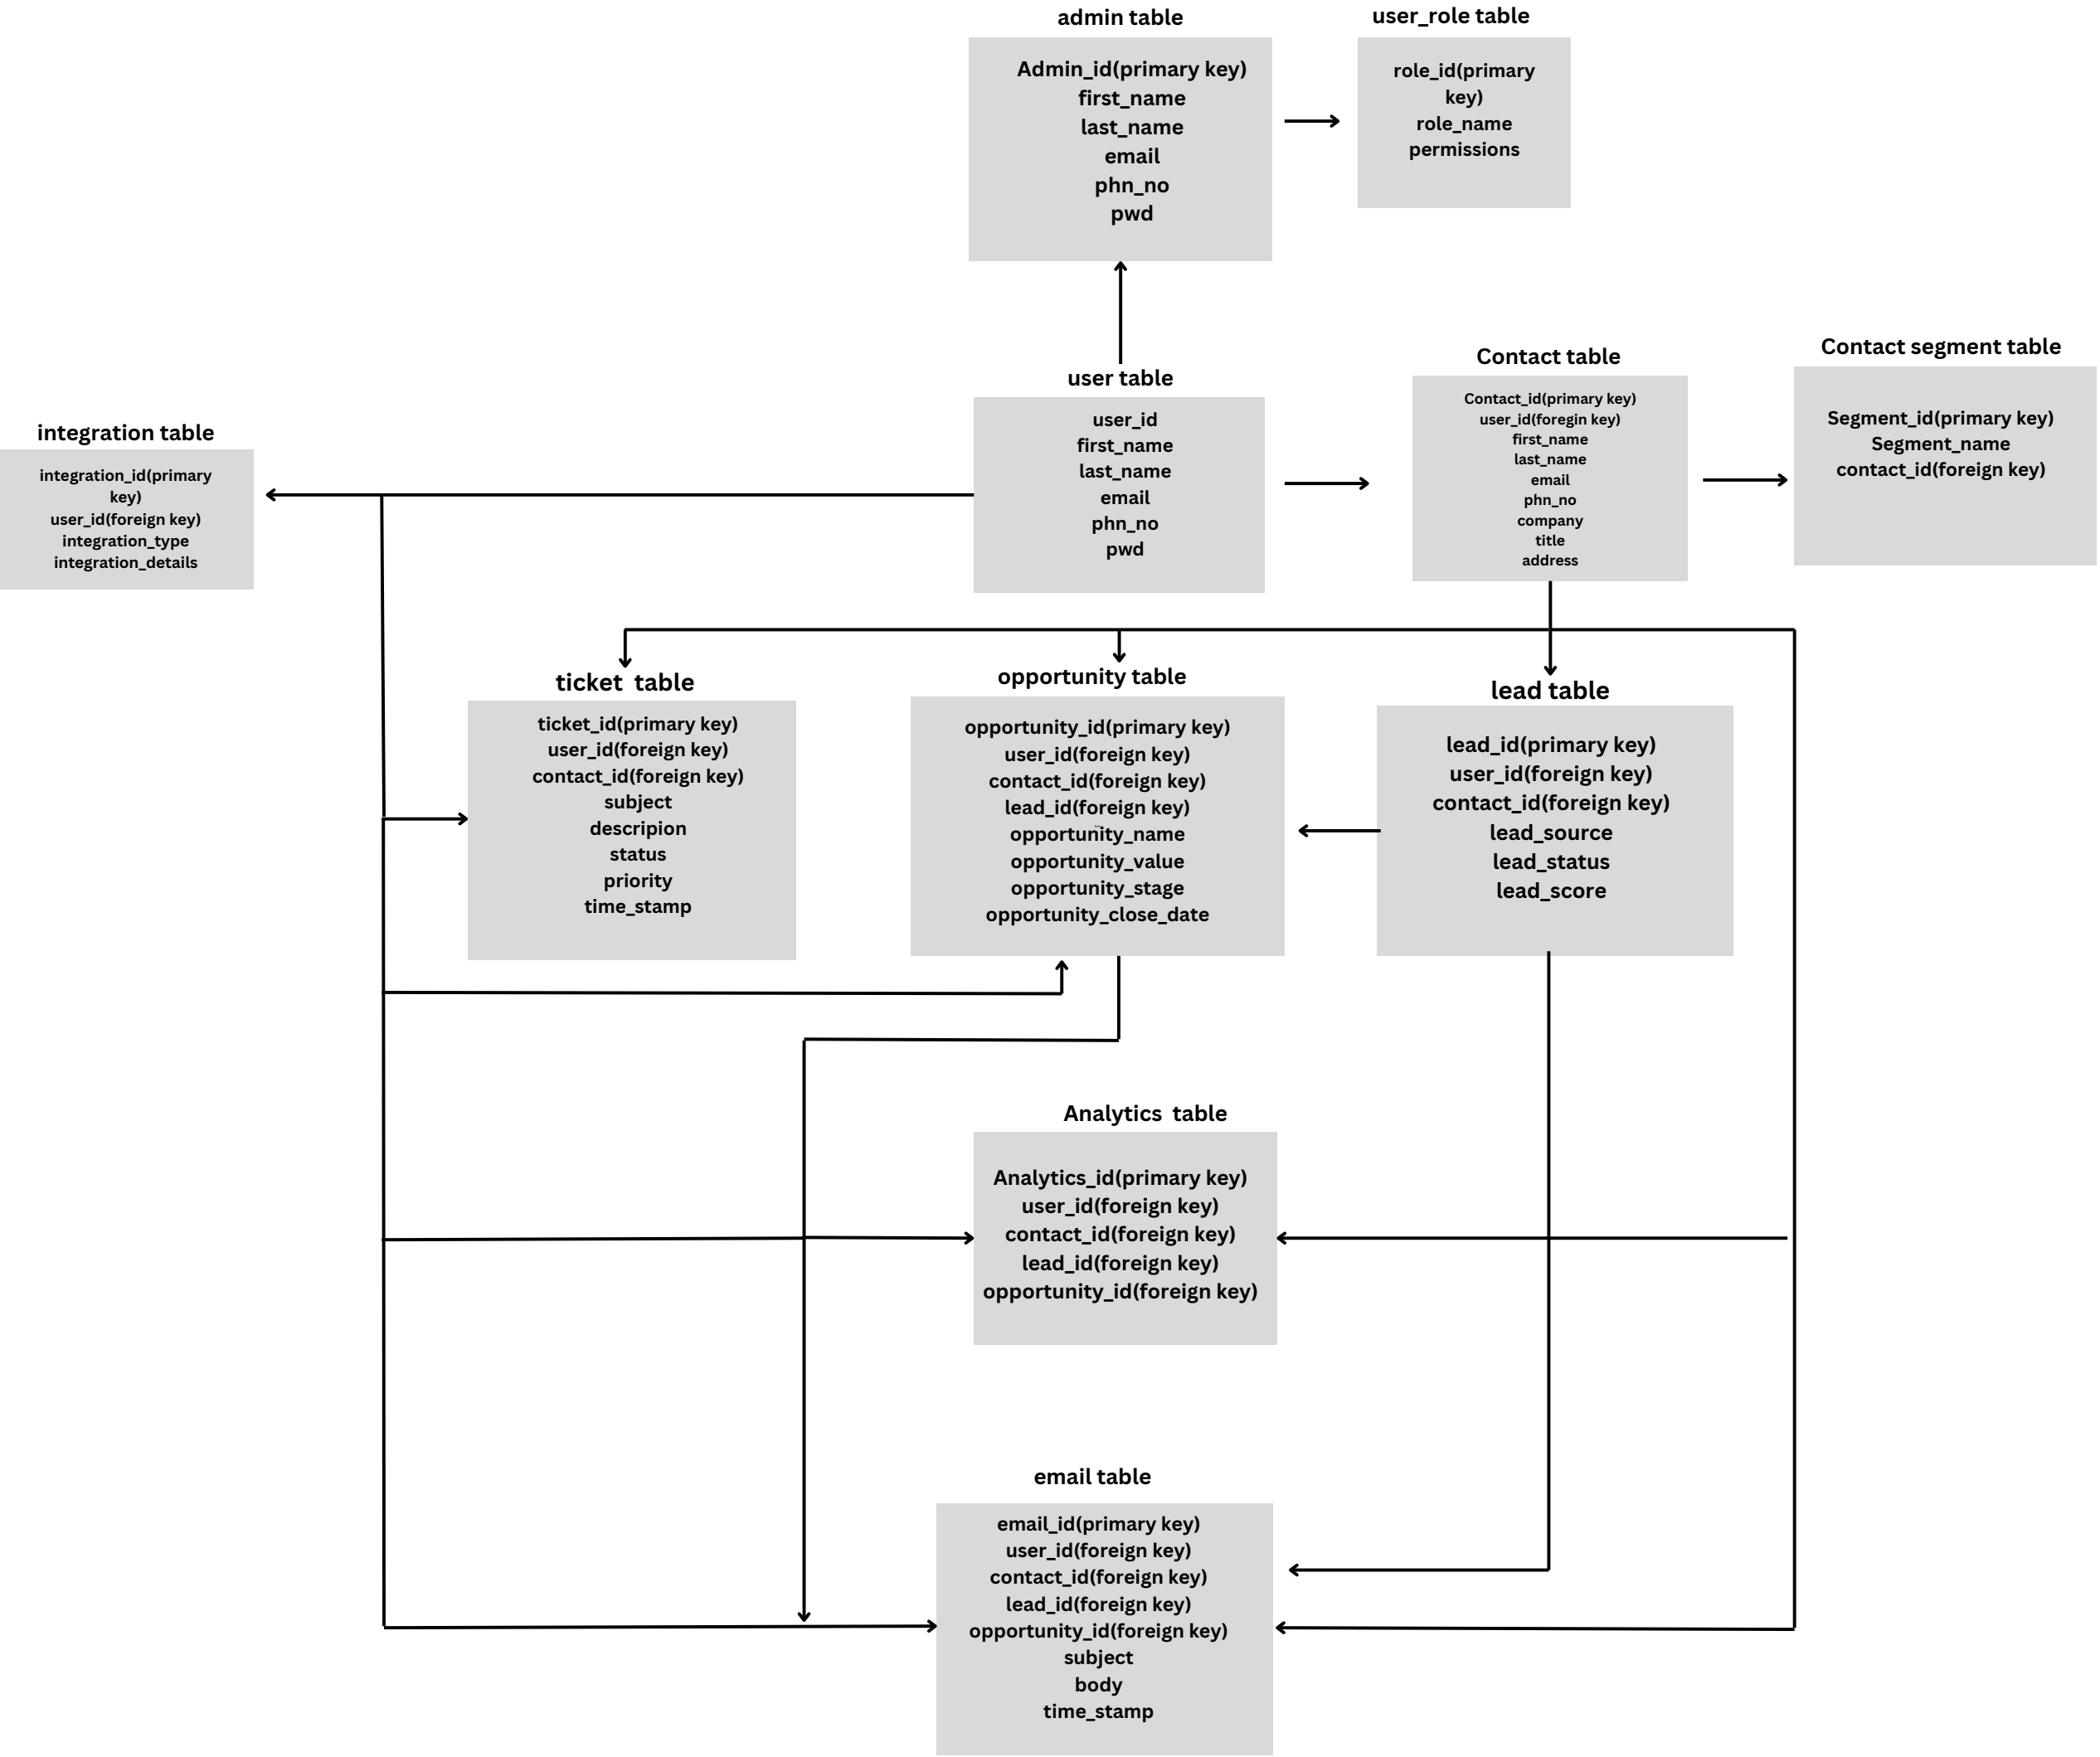 admin table
Admin_id(primary key)
first_name
last_name
email
phn_no
pwd
user_role table
role_id(primary
key)
role_name
permissions
integration table
integration_id(primary
key)
user_id(foreign key)
integration_type
integration_details
user table
user_id
first_name
last_name
email
phn_no
pwd
Contact table
Contact_id(primary key)
user_id(foregin key)
first_name
last_name
email
phn_no
company
title
address
Contact segment table
Segment_id(primary key)
Segment_name
contact_id(foreign key)
ticket table
ticket_id(primary key)
user_id(foreign key)
contact_id(foreign key)
subject
descripion
status
priority
time_stamp
opportunity table
opportunity_id(primary key)
user_id(foreign key)
contact_id(foreign key)
lead_id(foreign key)
opportunity_name
opportunity_value
opportunity_stage
opportunity_close_date
lead table
lead_id(primary key)
user_id(foreign key)
contact_id(foreign key)
lead_source
lead_status
lead_score
Analytics table
Analytics_id(primary key)
user_id(foreign key)
contact_id(foreign key)
lead_id(foreign key)
opportunity_id(foreign key)
email table
email_id(primary key)
user_id(foreign key)
contact_id(foreign key)
lead_id(foreign key)
opportunity_id(foreign key)
subject
body
time_stamp